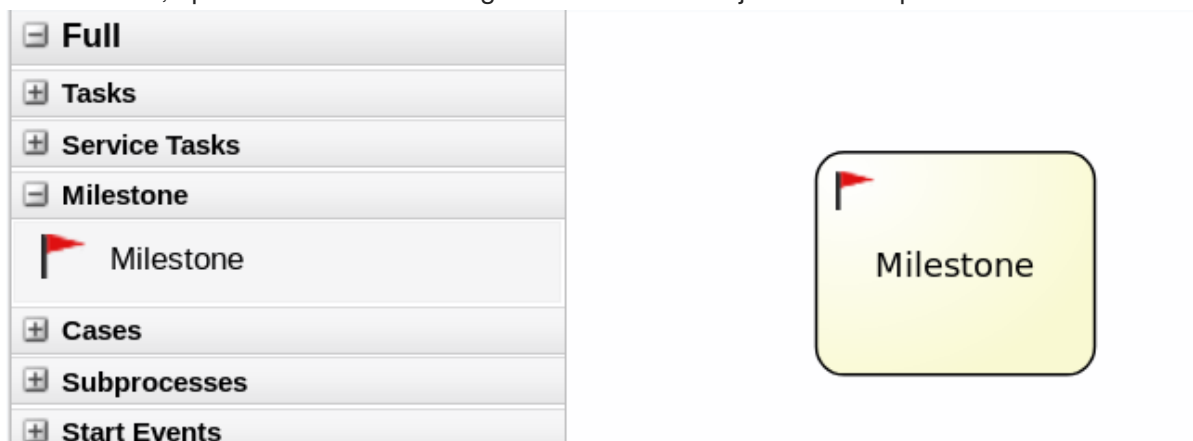 Full
Tasks
Service Tasks
Milestone
Milestone
Cases
Subprocesses
Start Events
Milestone